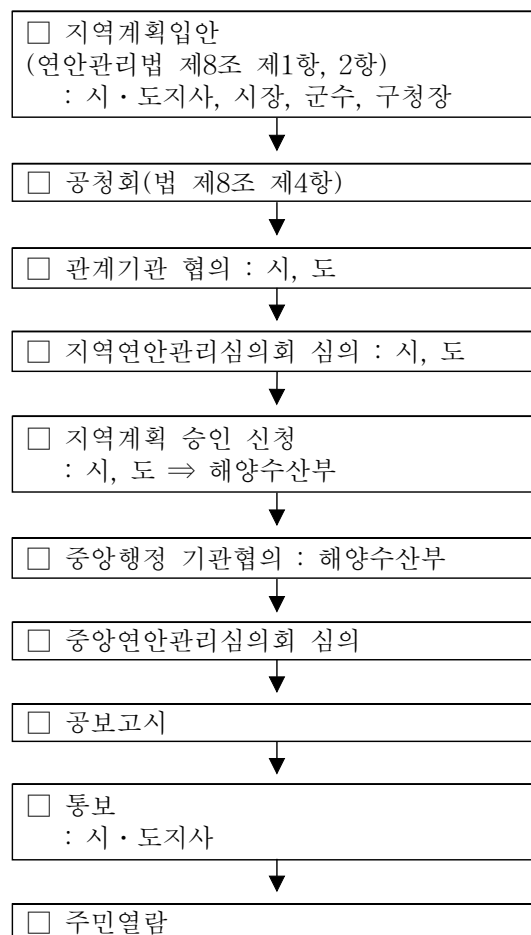 □ 지역계획입안
(연안관리법 제8조 제1항, 2항)
: 시・도지사, 시장, 군수, 구청장
□ 공청회(법 제8조 제4항)
□ 관계기관 협의 : 시, 도
□ 지역연안관리심의회 심의 : 시, 도
□ 지역계획 승인 신청
: 시, 도 ⇒ 해양수산부
□ 중앙행정 기관협의 : 해양수산부
□ 중앙연안관리심의회 심의
□ 공보고시
□ 통보
: 시・도지사
□ 주민열람